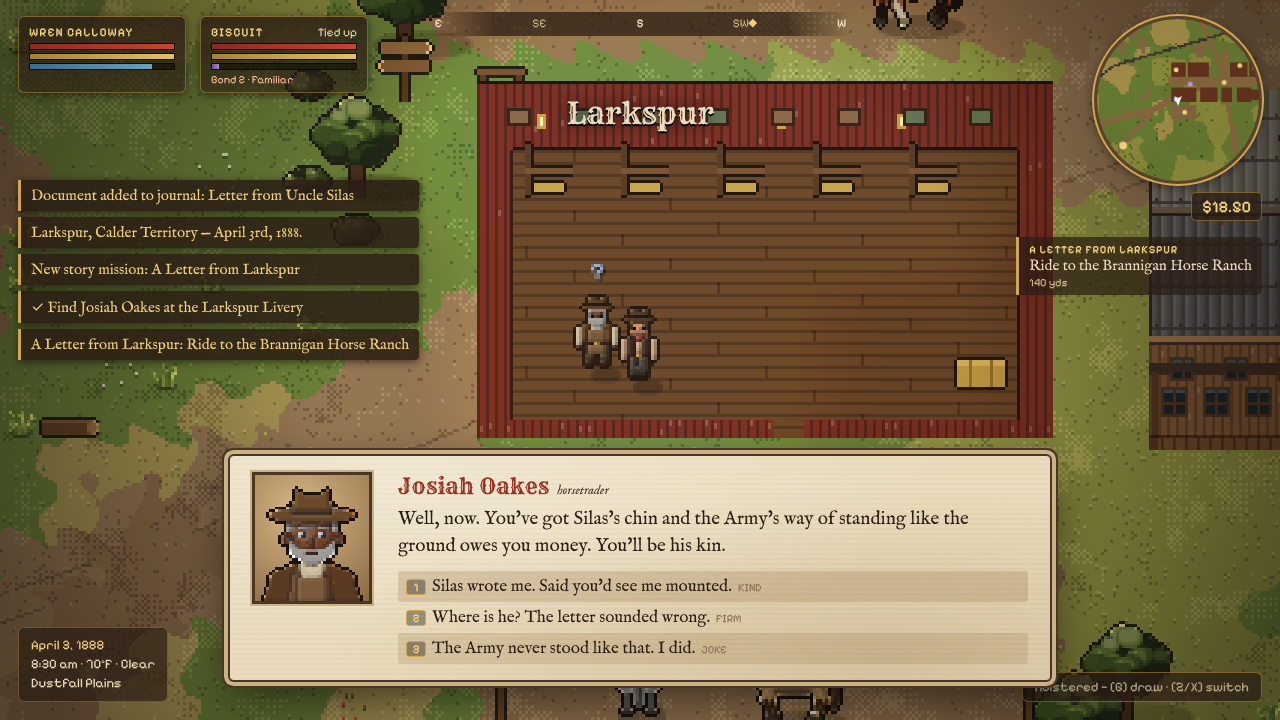 WREN CALLOWAY
BISCUIT Tied up
Bond 2 · Familiar
E SE S SW W
Larkspur
Document added to journal: Letter from Uncle Silas
Larkspur, Calder Territory — April 3rd, 1888.
New story mission: A Letter from Larkspur
✓ Find Josiah Oakes at the Larkspur Livery
A Letter from Larkspur: Ride to the Brannigan Horse Ranch
$18.80
A LETTER FROM LARKSPUR
Ride to the Brannigan Horse Ranch
140 yds
?
Josiah Oakes horsetrader
Well, now. You've got Silas's chin and the Army's way of standing like the
ground owes you money. You'll be his kin.
1 Silas wrote me. Said you'd see me mounted. KIND
2 Where is he? The letter sounded wrong. FIRM
3 The Army never stood like that. I did. JOKE
April 3, 1888
8:30 am · 70°F · Clear
Dustfall Plains
Holstered – (G) draw · (Z/X) switch